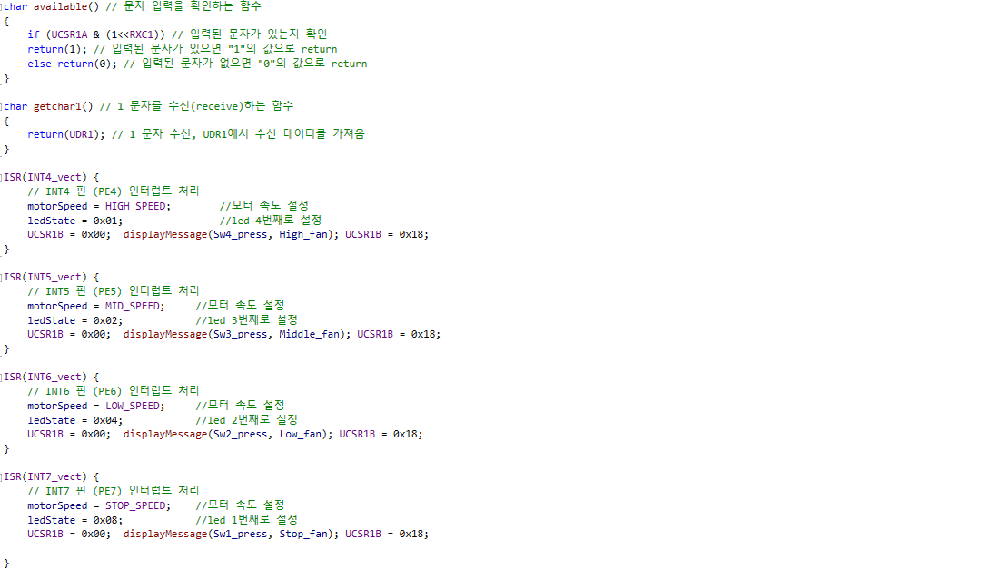 char available() // 문자 입력을 확인하는 함수
{
if (UCSR1A & (1<<RXC1)) // 입력된 문자가 있는지 확인
return(1); // 입력된 문자가 있으면 "1"의 값으로 return
else return(0); // 입력된 문자가 없으면 "0"의 값으로 return
}
char getchar1() // 1 문자를 수신(receive)하는 함수
{
return(UDR1); // 1 문자 수신, UDR1에서 수신 데이터를 가져옴
}
ISR(INT4_vect) {
// INT4 핀 (PE4) 인터럽트 처리
motorSpeed = HIGH_SPEED; //모터 속도 설정
ledState = 0x01; //led 4번째로 설정
UCSR1B = 0x00; displayMessage(Sw4_press, High_fan); UCSR1B = 0x18;
}
ISR(INT5_vect) {
// INT5 핀 (PE5) 인터럽트 처리
motorSpeed = MID_SPEED; //모터 속도 설정
ledState = 0x02; //led 3번째로 설정
UCSR1B = 0x00; displayMessage(Sw3_press, Middle_fan); UCSR1B = 0x18;
}
ISR(INT6_vect) {
// INT6 핀 (PE6) 인터럽트 처리
motorSpeed = LOW_SPEED; //모터 속도 설정
ledState = 0x04; //led 2번째로 설정
UCSR1B = 0x00; displayMessage(Sw2_press, Low_fan); UCSR1B = 0x18;
}
ISR(INT7_vect) {
// INT7 핀 (PE7) 인터럽트 처리
motorSpeed = STOP_SPEED; //모터 속도 설정
ledState = 0x08; //led 1번째로 설정
UCSR1B = 0x00; displayMessage(Sw1_press, Stop_fan); UCSR1B = 0x18;
}